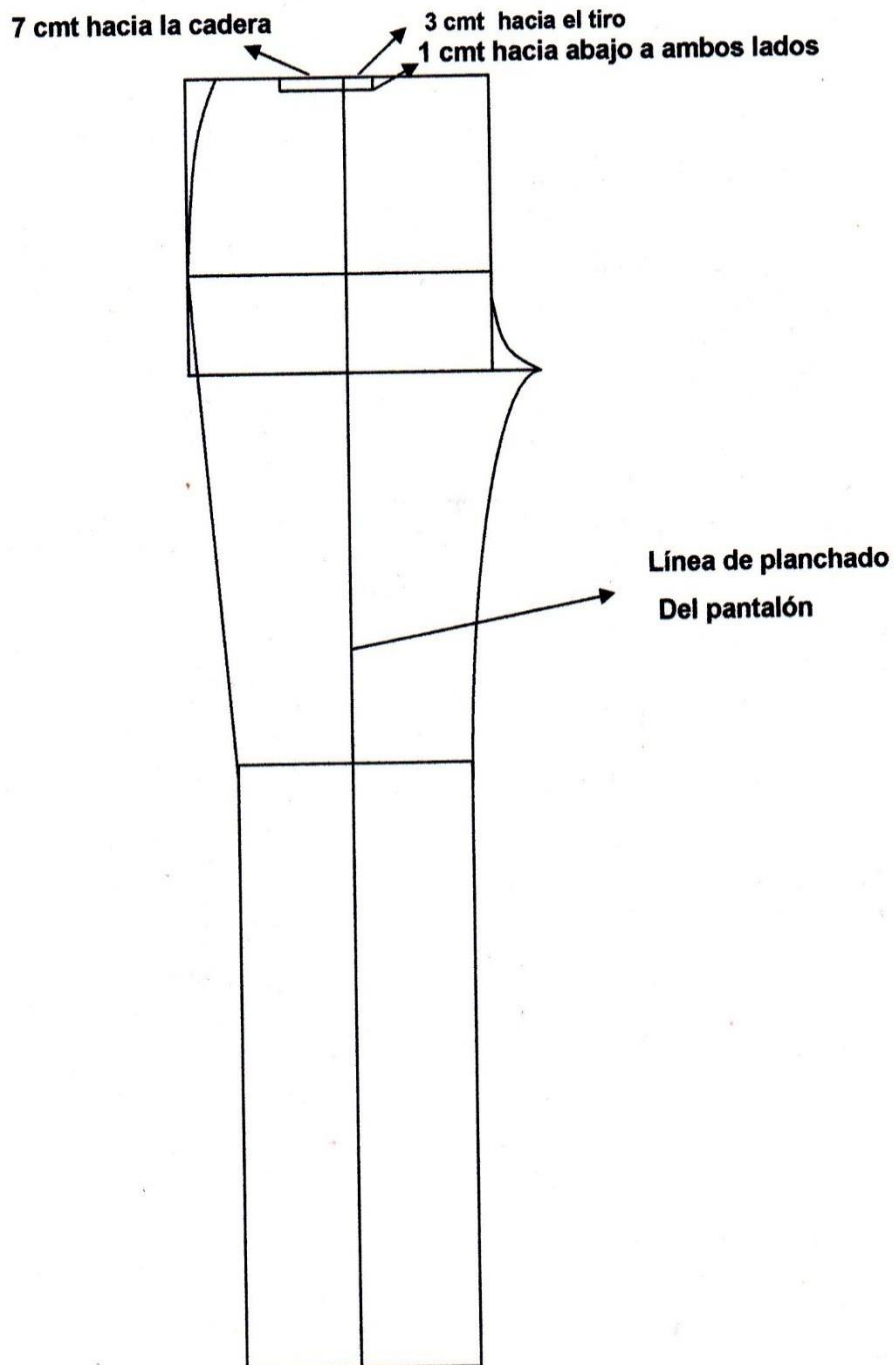 7 cmt hacia la cadera
3 cmt hacia el tiro
1 cmt hacia abajo a ambos lados
Línea de planchado
Del pantalón